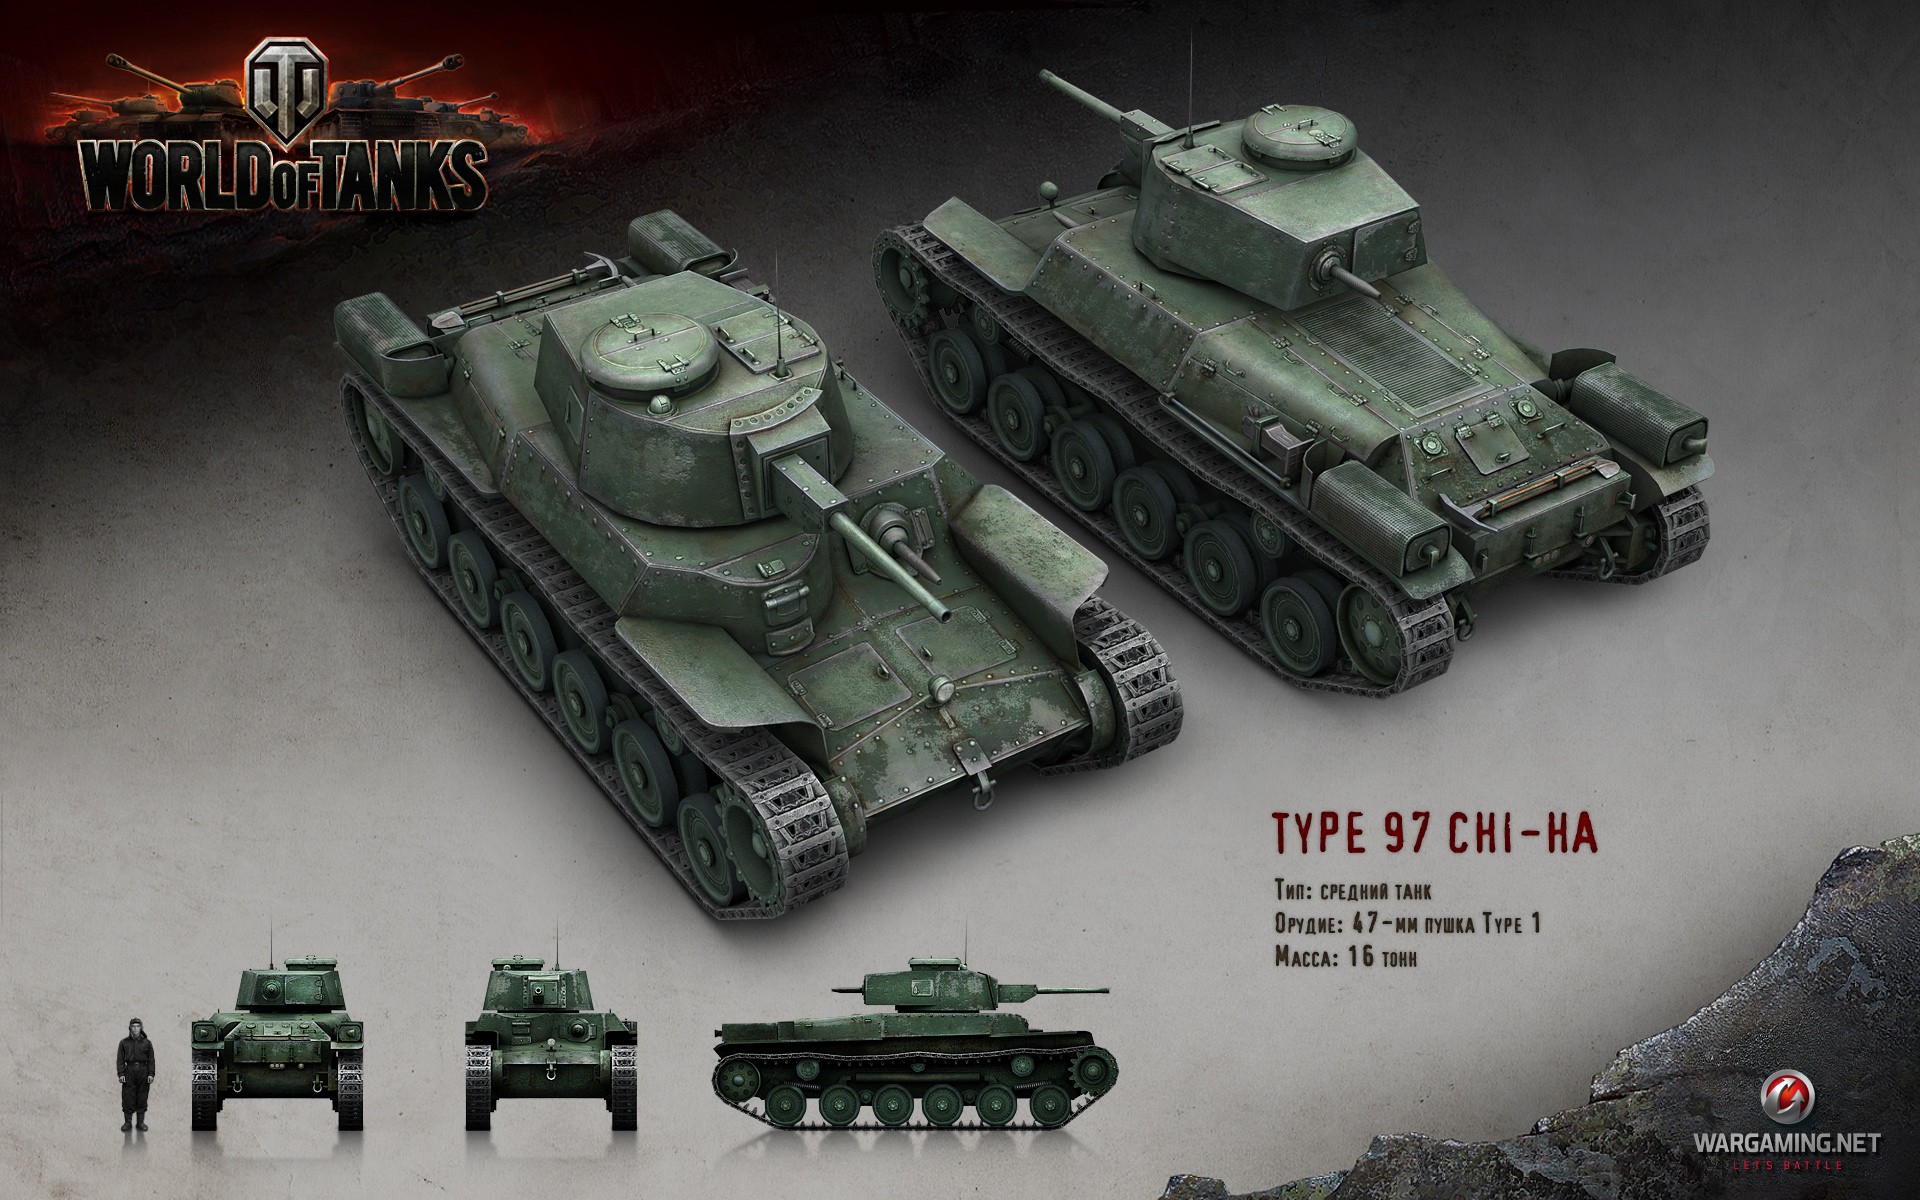 WORLD OF TANKS
TYPE 97 CHI-HA
Тип: средний танк
Орудие: 47-мм пушка Type 1
Масса: 16 тонн
WARGAMING.NET
LET'S BATTLE